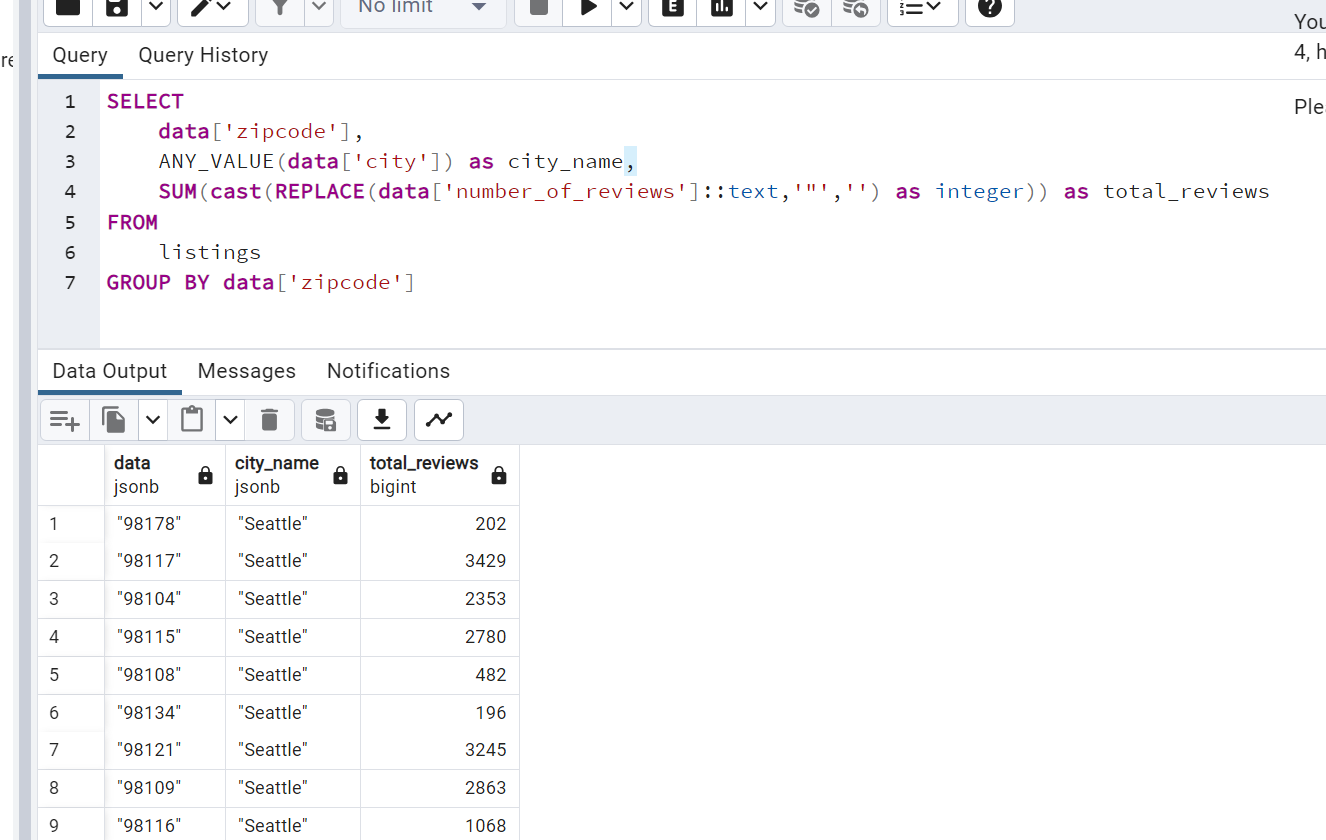 No limit
E
?
You
4, h
Plea
re
Query Query History
1 SELECT
2 data['zipcode'],
3 ANY_VALUE(data['city']) as city_name,
4 SUM(cast(REPLACE(data['number_of_reviews']::text,'"','') as integer)) as total_reviews
5 FROM
6 listings
7 GROUP BY data['zipcode']
Data Output Messages Notifications
data city_name total_reviews
jsonb jsonb bigint
1 "98178" "Seattle" 202
2 "98117" "Seattle" 3429
3 "98104" "Seattle" 2353
4 "98115" "Seattle" 2780
5 "98108" "Seattle" 482
6 "98134" "Seattle" 196
7 "98121" "Seattle" 3245
8 "98109" "Seattle" 2863
9 "98116" "Seattle" 1068